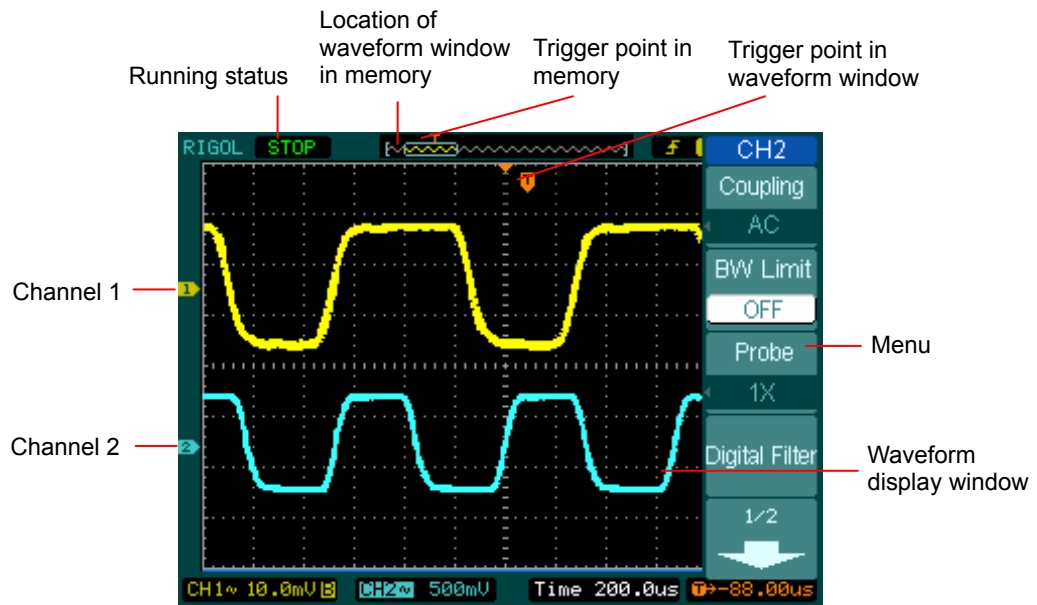 Location of
waveform window
in memory
Trigger point in
memory
Trigger point in
waveform window
Running status
RIGOL STOP
T
CH2
T
Coupling
AC
BW Limit
OFF
Channel 1
1
Probe
Menu
1X
Channel 2
2
Digital Filter
Waveform
display window
1/2
CH1~ 10.0mV B CH2~ 500mV Time 200.0us T→-88.00us